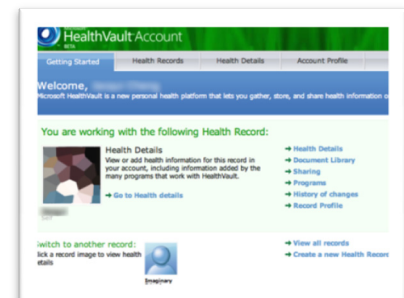 HealthVault Account
BETA
Getting Started Health Records Health Details Account Profile
Welcome,
Microsoft HealthVault is a new personal health platform that lets you gather, store, and share health information o
You are working with the following Health Record:
Health Details
View or add health information for this record in
your account, including information added by the
many programs that work with HealthVault.
➔ Go to Health details
➔ Health Details
➔ Document Library
➔ Sharing
➔ Programs
➔ History of changes
➔ Record Profile
Switch to another record:
lick a record image to view health
etails
Imaginary
➔ View all records
➔ Create a new Health Recor